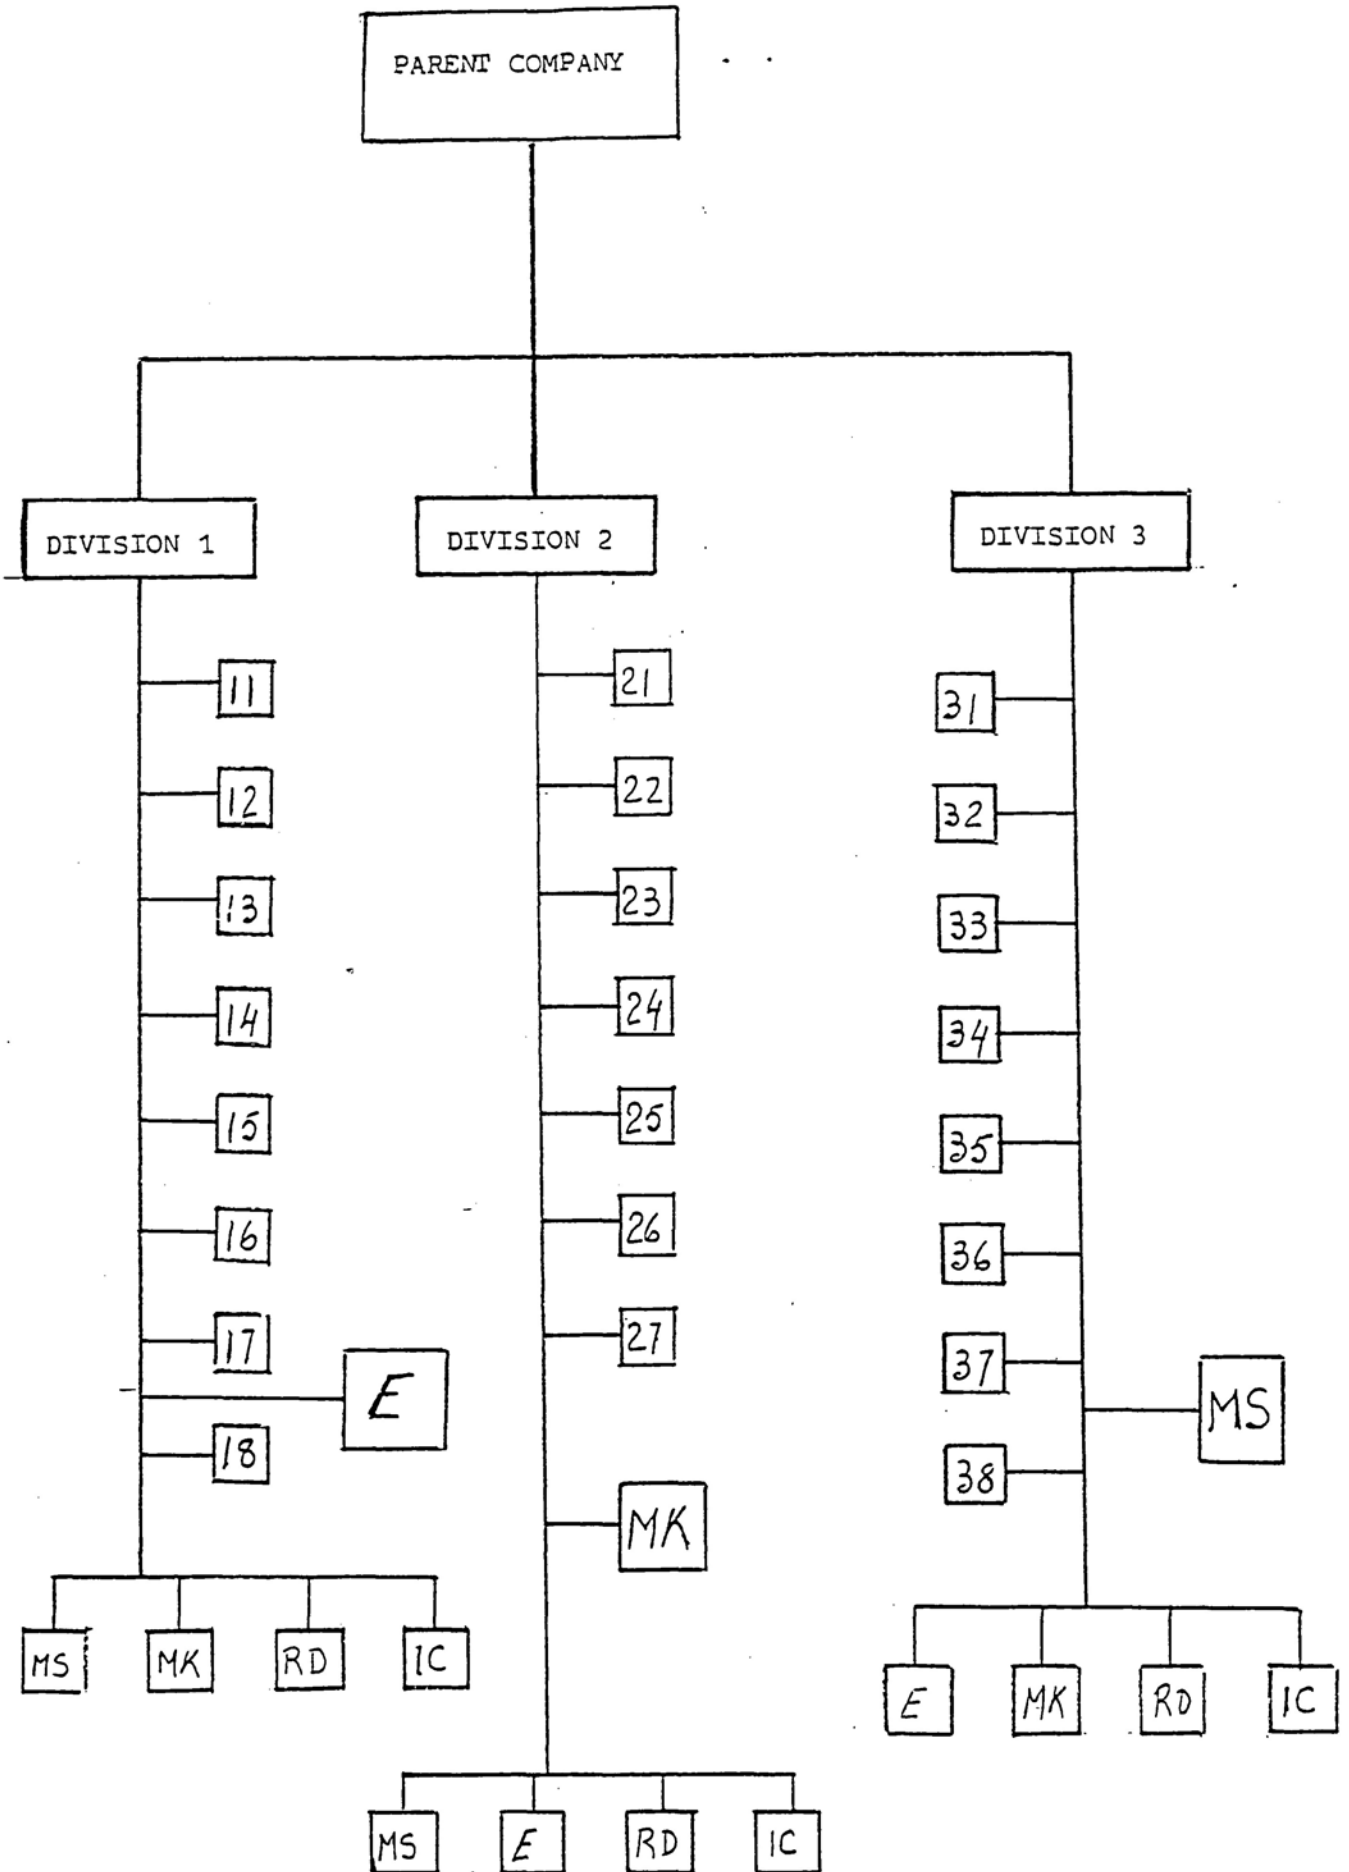 PARENT COMPANY
DIVISION 1
DIVISION 2
DIVISION 3
11
12
13
14
15
16
17
E
18
MS
MK
RD
IC
21
22
23
24
25
26
27
MK
MS
E
RD
IC
31
32
33
34
35
36
37
MS
38
E
MK
RD
IC